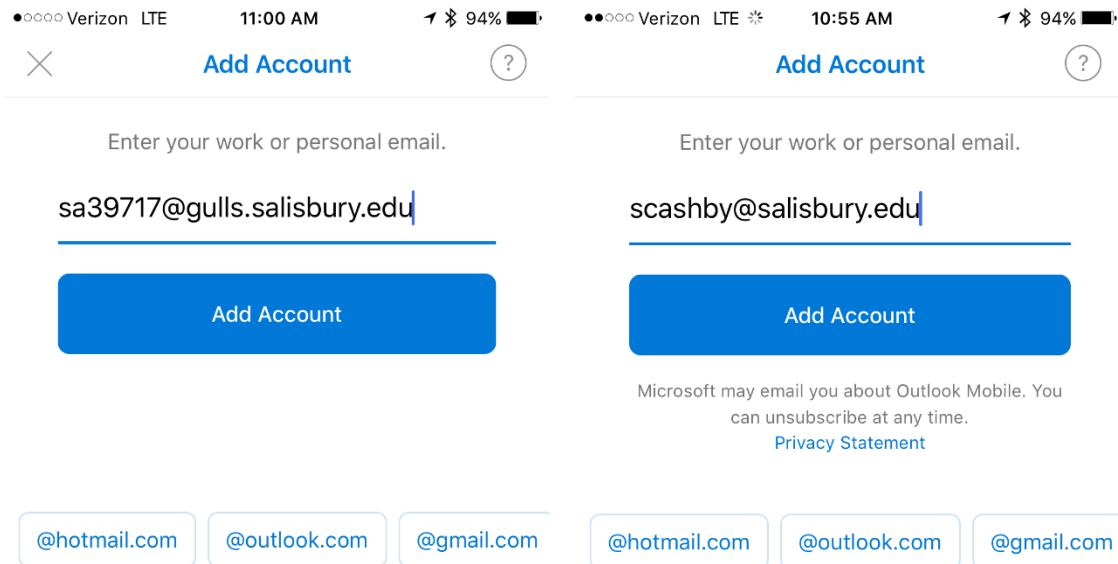 Verizon LTE 11:00 AM 94%
Add Account
?
Enter your work or personal email.
sa39717@gulls.salisbury.edu
Add Account
@hotmail.com
@outlook.com
@gmail.com
Verizon LTE 10:55 AM 94%
Add Account
?
Enter your work or personal email.
scashby@salisbury.edu
Add Account
Microsoft may email you about Outlook Mobile. You
can unsubscribe at any time.
Privacy Statement
@hotmail.com
@outlook.com
@gmail.com